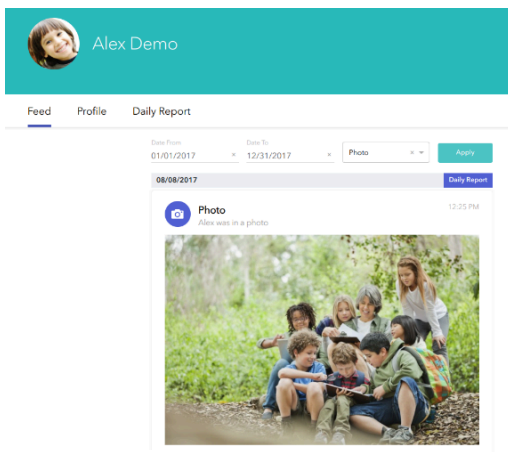 Alex Demo
Feed Profile Daily Report
Date From Date To
01/01/2017 × 12/31/2017 × Photo × Apply
08/08/2017 Daily Report
Photo 12:25 PM
Alex was in a photo